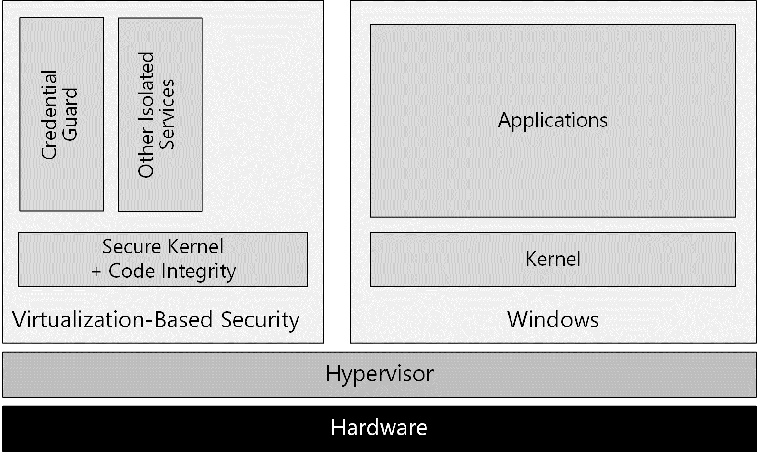 Credential
Guard
Other Isolated
Services
Secure Kernel
+ Code Integrity
Virtualization-Based Security
Applications
Kernel
Windows
Hypervisor
Hardware